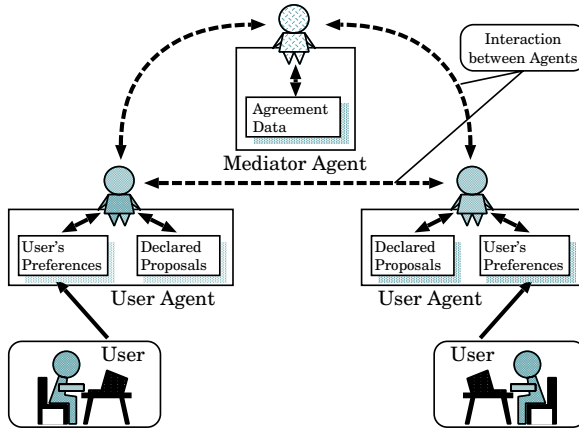 Interaction
between Agents
Agreement
Data
Mediator Agent
User's
Preferences
Declared
Proposals
User Agent
Declared
Proposals
User's
Preferences
User Agent
User
User